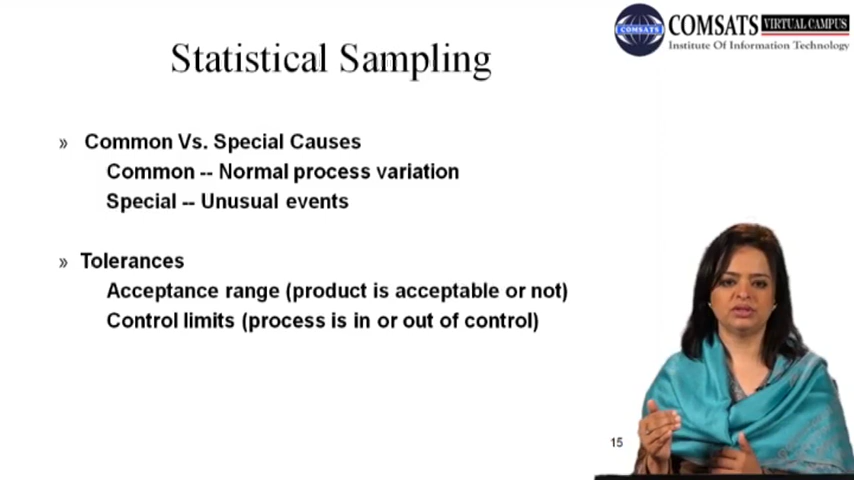 COMSATS VIRTUAL CAMPUS
COMSATS
Institute Of Information Technology
Statistical Sampling
» Common Vs. Special Causes
Common -- Normal process variation
Special -- Unusual events
» Tolerances
Acceptance range (product is acceptable or not)
Control limits (process is in or out of control)
15